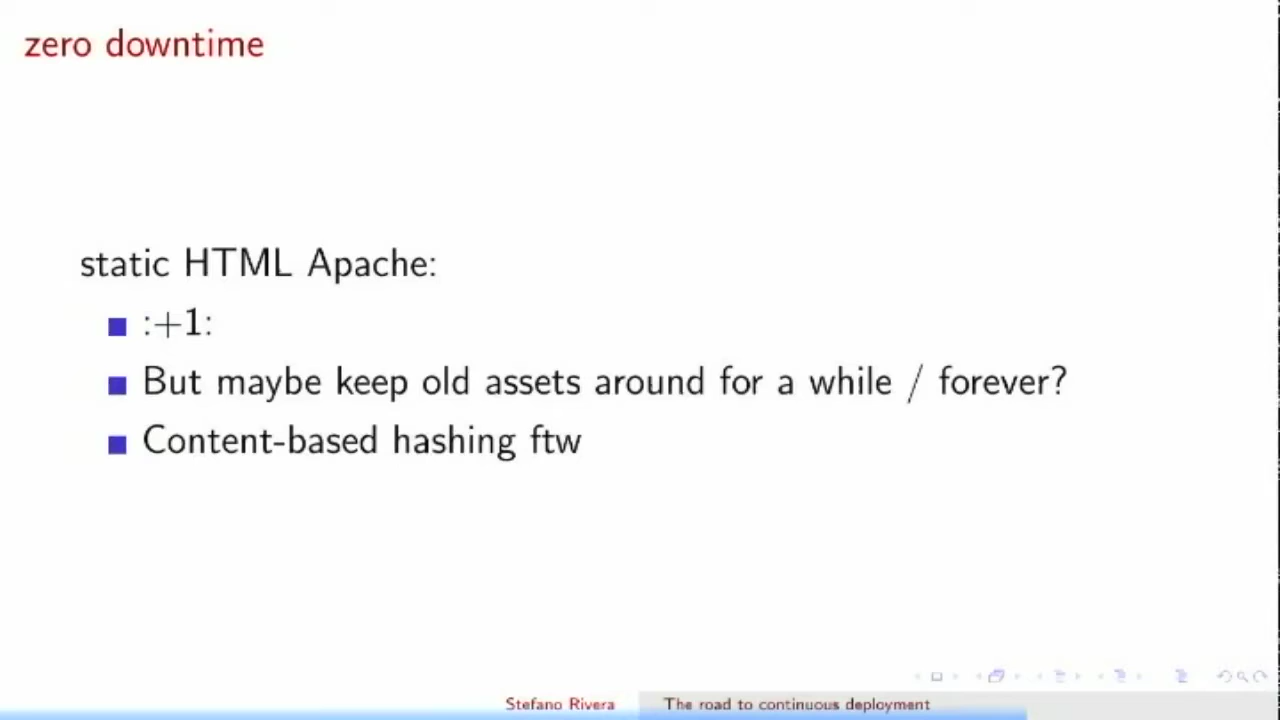 zero downtime
static HTML Apache:
:+1:
But maybe keep old assets around for a while / forever?
Content-based hashing ftw
Stefano Rivera
The road to continuous deployment